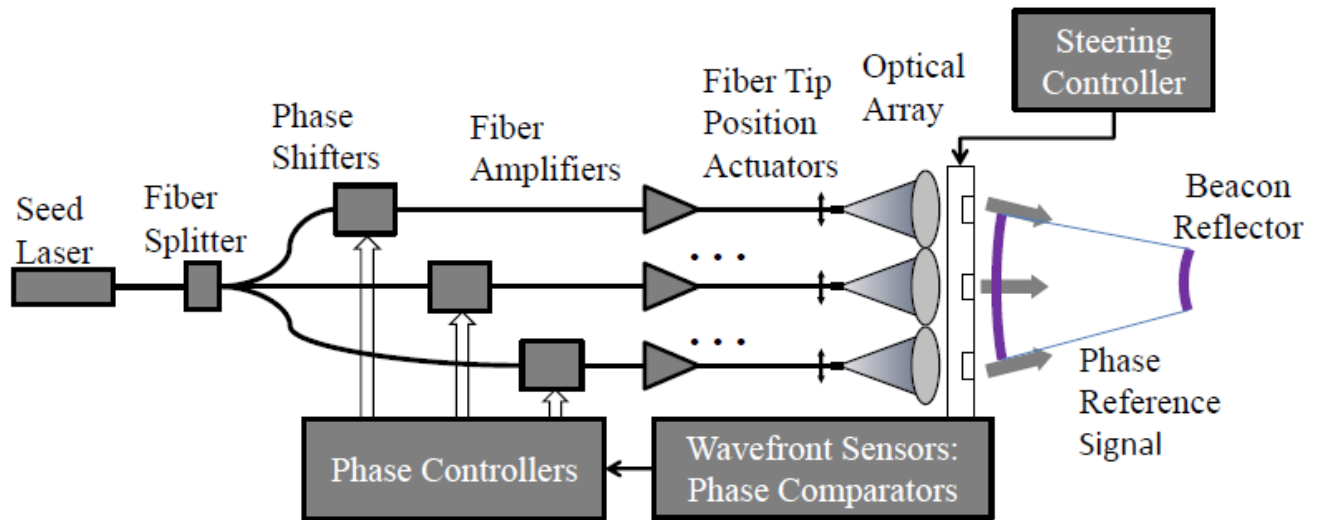 Seed
Laser
Fiber
Splitter
Phase
Shifters
Fiber
Amplifiers
Fiber Tip
Position
Actuators
Optical
Array
Steering
Controller
Beacon
Reflector
Phase
Reference
Signal
Phase Controllers
Wavefront Sensors:
Phase Comparators